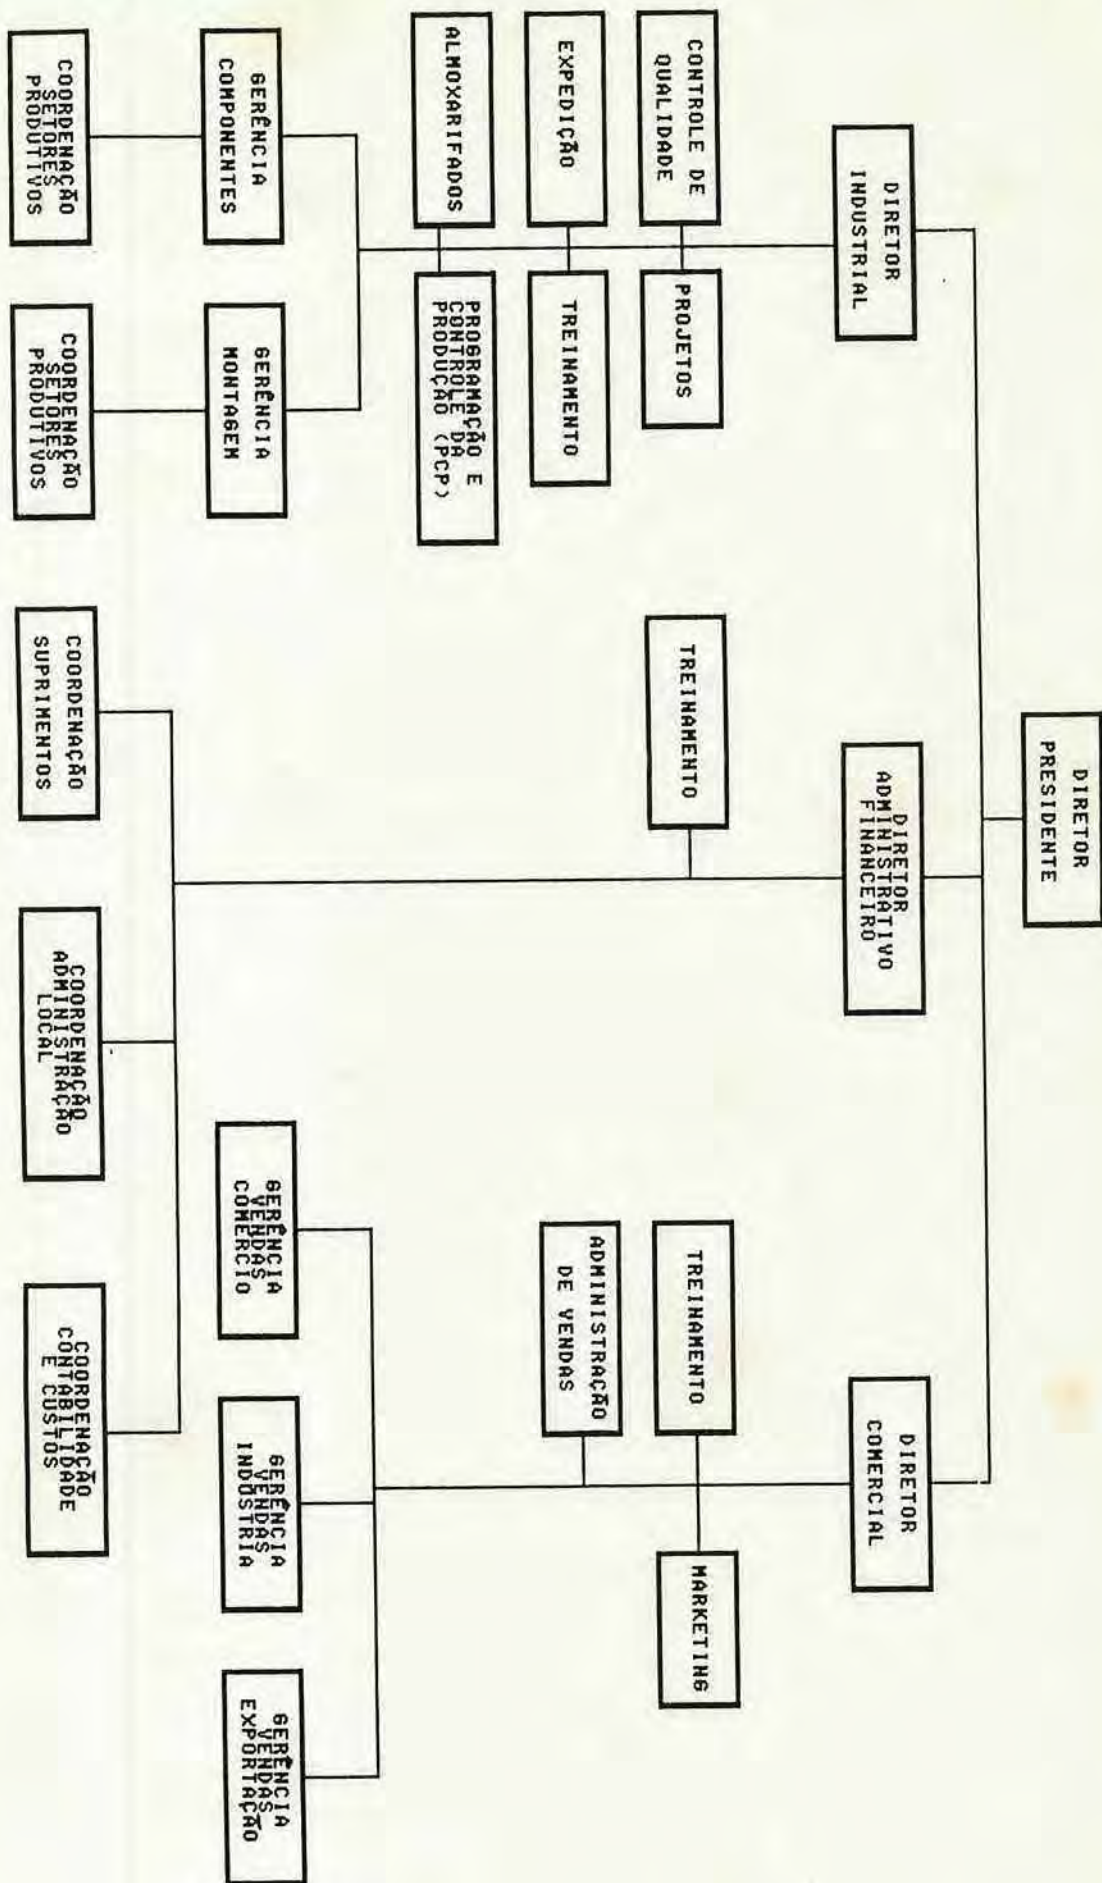 DIRETOR
PRESIDENTE
DIRETOR
INDUSTRIAL
DIRETOR
ADMINISTRATIVO
FINANCEIRO
DIRETOR
COMERCIAL
CONTROLE DE
QUALIDADE
PROJETOS
EXPEDIÇÃO
TREINAMENTO
ALMOXARIFADOS
PROGRAMAÇÃO E
CONTROLE DA
PRODUÇÃO (PCP)
GERÊNCIA
COMPONENTES
GERÊNCIA
MONTAGEM
COORDENAÇÃO
SETORES
PRODUTIVOS
COORDENAÇÃO
SETORES
PRODUTIVOS
TREINAMENTO
COORDENAÇÃO
SUPRIMENTOS
COORDENAÇÃO
ADMINISTRAÇÃO
LOCAL
COORDENAÇÃO
CONTABILIDADE
E CUSTOS
TREINAMENTO
MARKETING
ADMINISTRAÇÃO
DE VENDAS
GERÊNCIA
VENDAS
COMERCIO
GERÊNCIA
VENDAS
INDÚSTRIA
GERÊNCIA
VENDAS
EXPORTAÇÃO